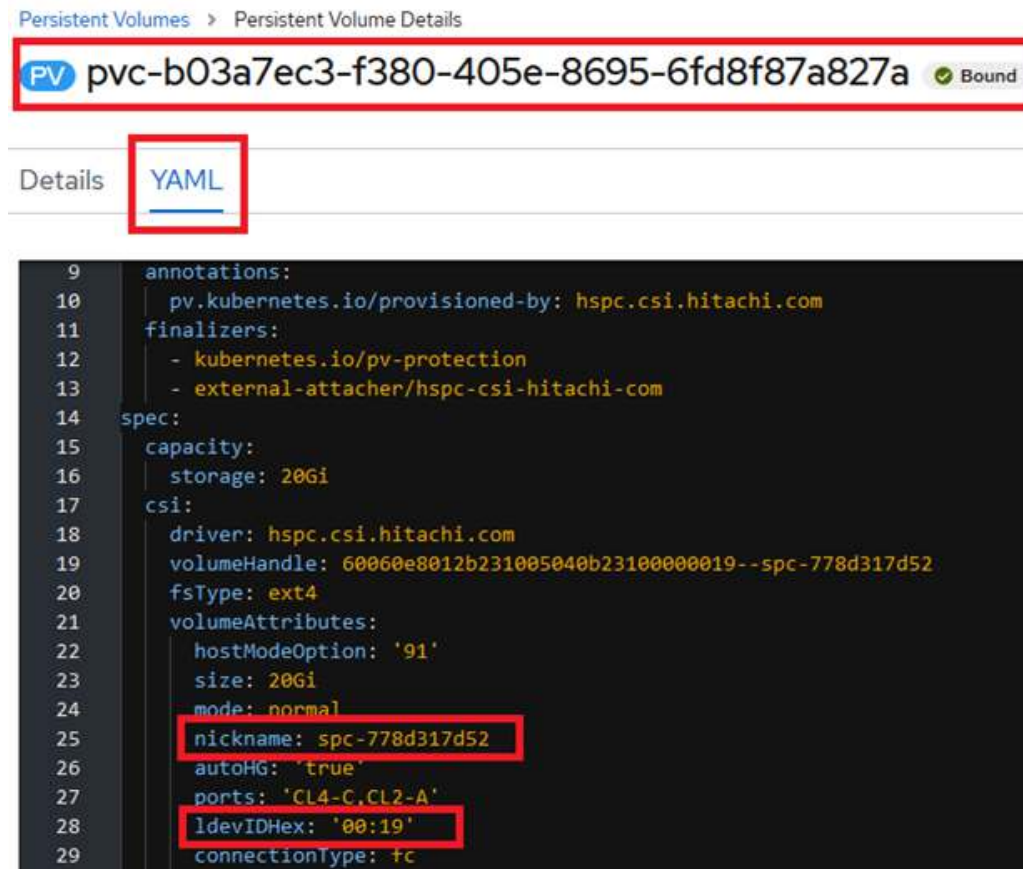 Persistent Volumes > Persistent Volume Details
PV pvc-b03a7ec3-f380-405e-8695-6fd8f87a827a Bound
Details YAML
9 annotations:
10 pv.kubernetes.io/provisioned-by: hspc.csi.hitachi.com
11 finalizers:
12 - kubernetes.io/pv-protection
13 - external-attacher/hspc-csi-hitachi-com
14 spec:
15 capacity:
16 storage: 20Gi
17 csi:
18 driver: hspc.csi.hitachi.com
19 volumeHandle: 60060e8012b231005040b23100000019--spc-778d317d52
20 fsType: ext4
21 volumeAttributes:
22 hostModeOption: '91'
23 size: 20Gi
24 mode: normal
25 nickname: spc-778d317d52
26 autoHG: 'true'
27 ports: 'CL4-C,CL2-A'
28 ldevIDHex: '00:19'
29 connectionType: fc